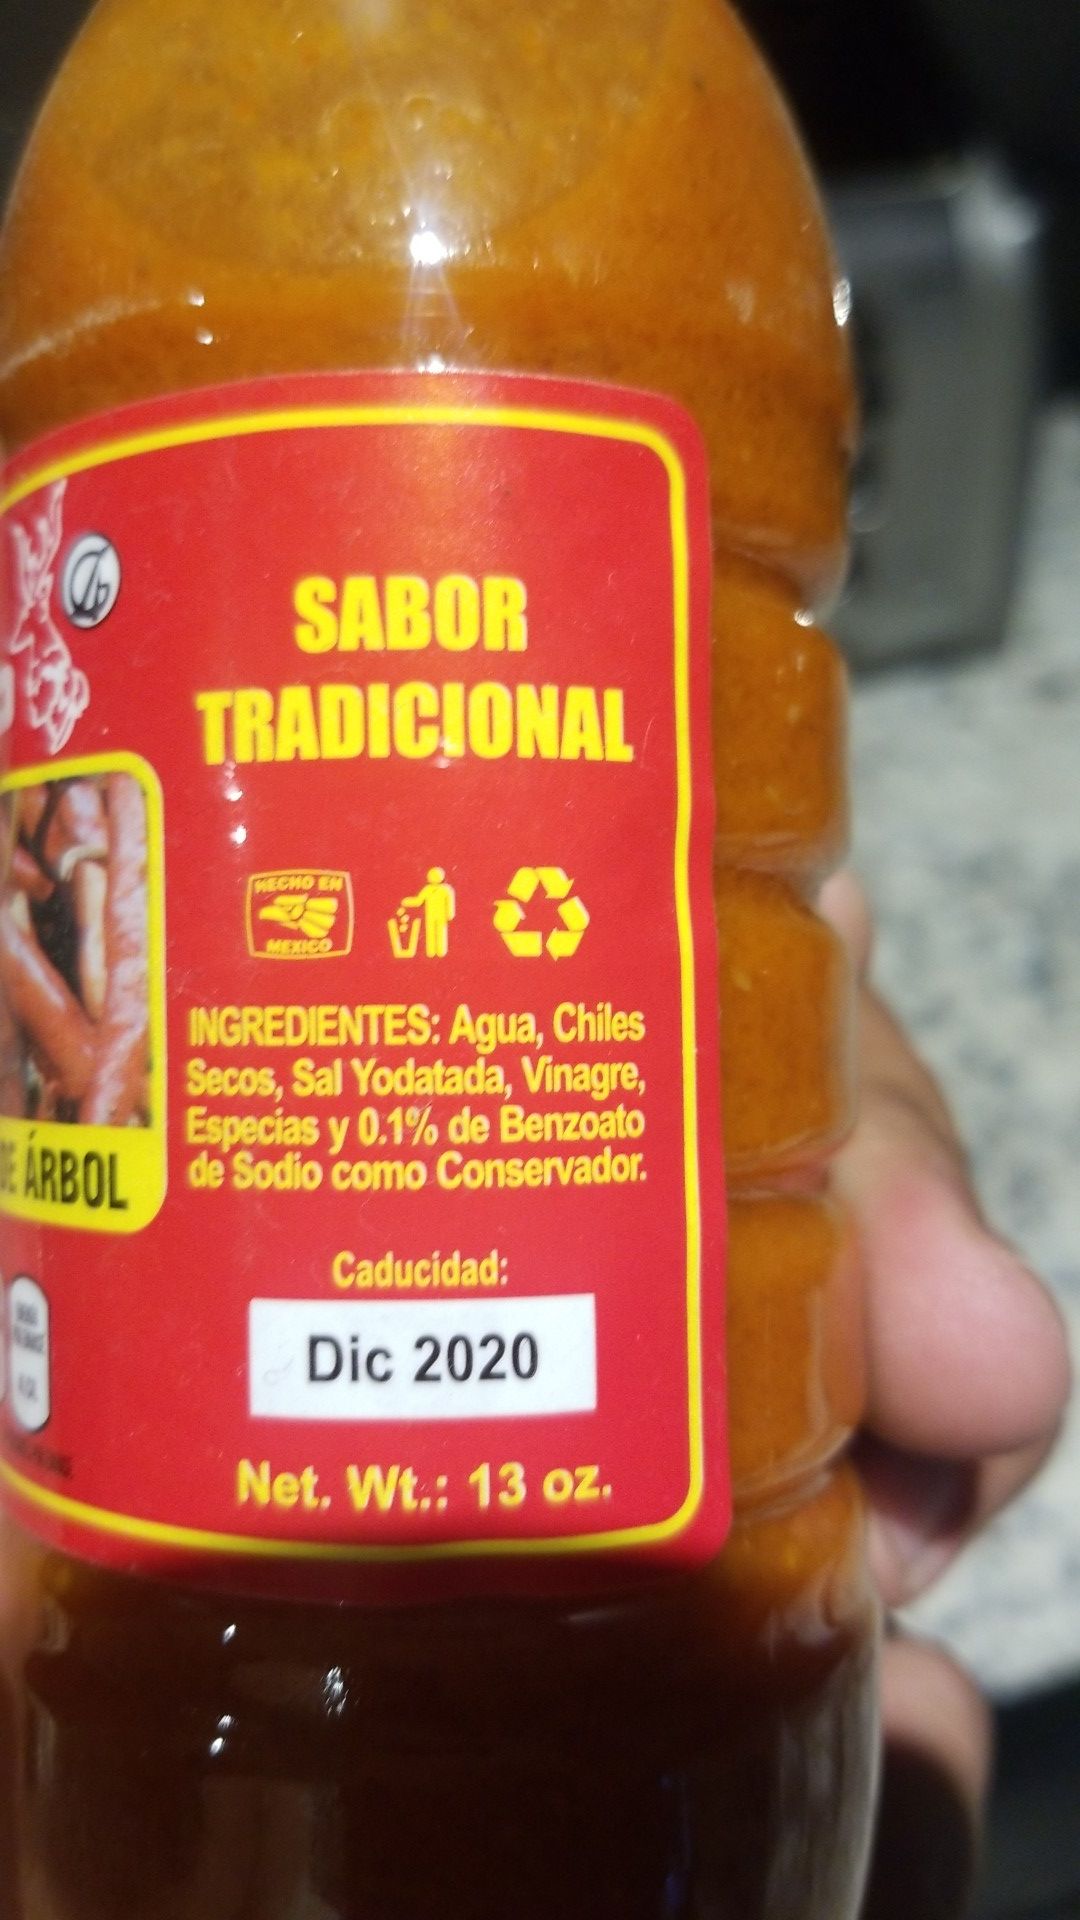 SABOR
TRADICIONAL
HECHO EN
MEXICO
INGREDIENTES: Agua, Chiles
Secos, Sal Yodatada, Vinagre,
Especias y 0.1% de Benzoato
de Sodio como Conservador.
DE ÁRBOL
Caducidad:
Dic 2020
Net. Wt.: 13 oz.